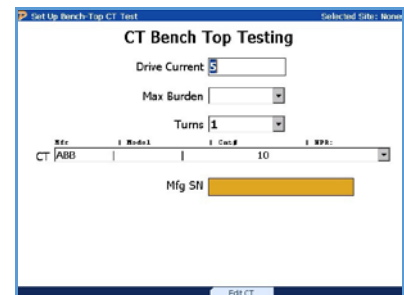 Set Up Bench-Top CT Test Selected Site: None
CT Bench Top Testing
Drive Current 5
Max Burden
Turns 1
Mfr | Model | Cat# |
CT ABB | | 10
Mfg SN
Edit CT